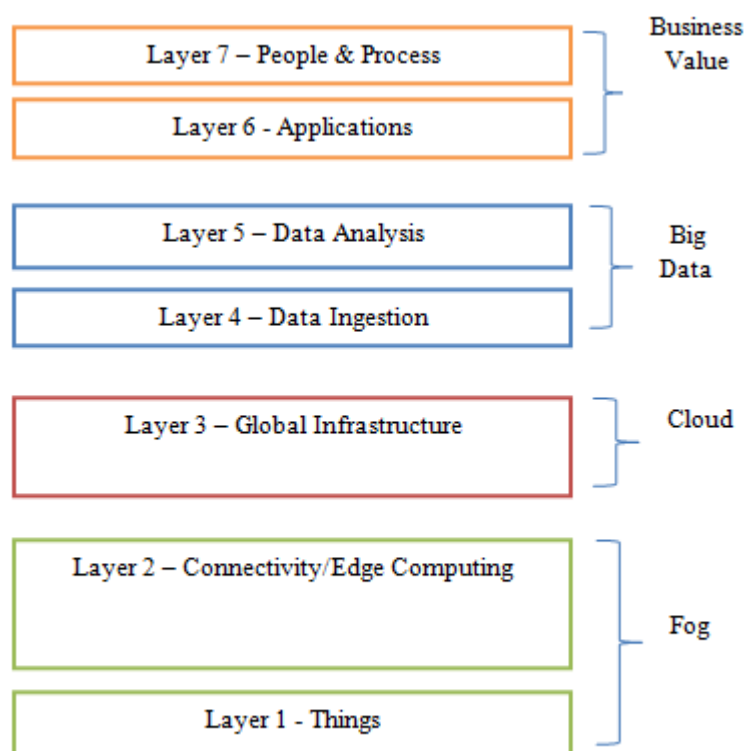 Layer 7 – People & Process
Business
Value
Layer 6 - Applications
Layer 5 – Data Analysis
Big
Data
Layer 4 – Data Ingestion
Layer 3 – Global Infrastructure
Cloud
Layer 2 – Connectivity/Edge Computing
Fog
Layer 1 - Things